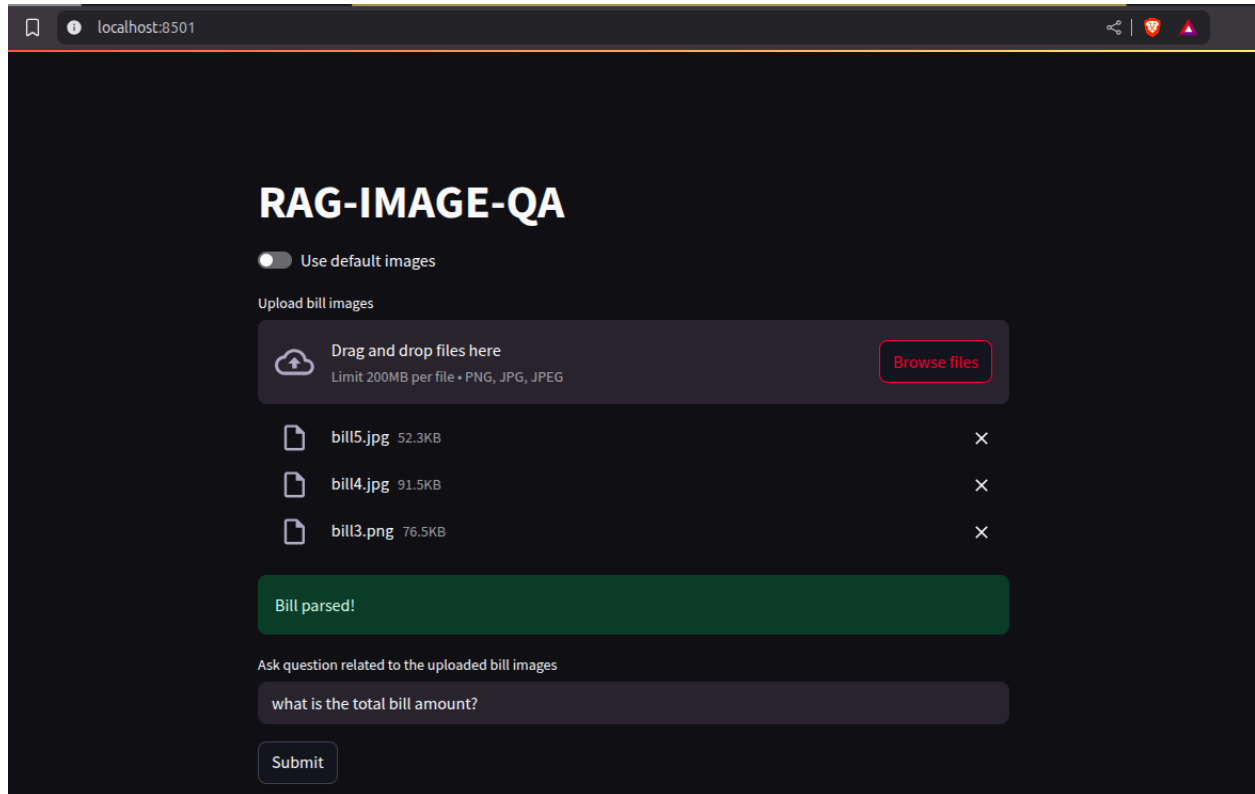 localhost:8501
RAG-IMAGE-QA
Use default images
Upload bill images
Drag and drop files here
Limit 200MB per file • PNG, JPG, JPEG
Browse files
bill5.jpg 52.3KB
bill4.jpg 91.5KB
bill3.png 76.5KB
Bill parsed!
Ask question related to the uploaded bill images
what is the total bill amount?
Submit